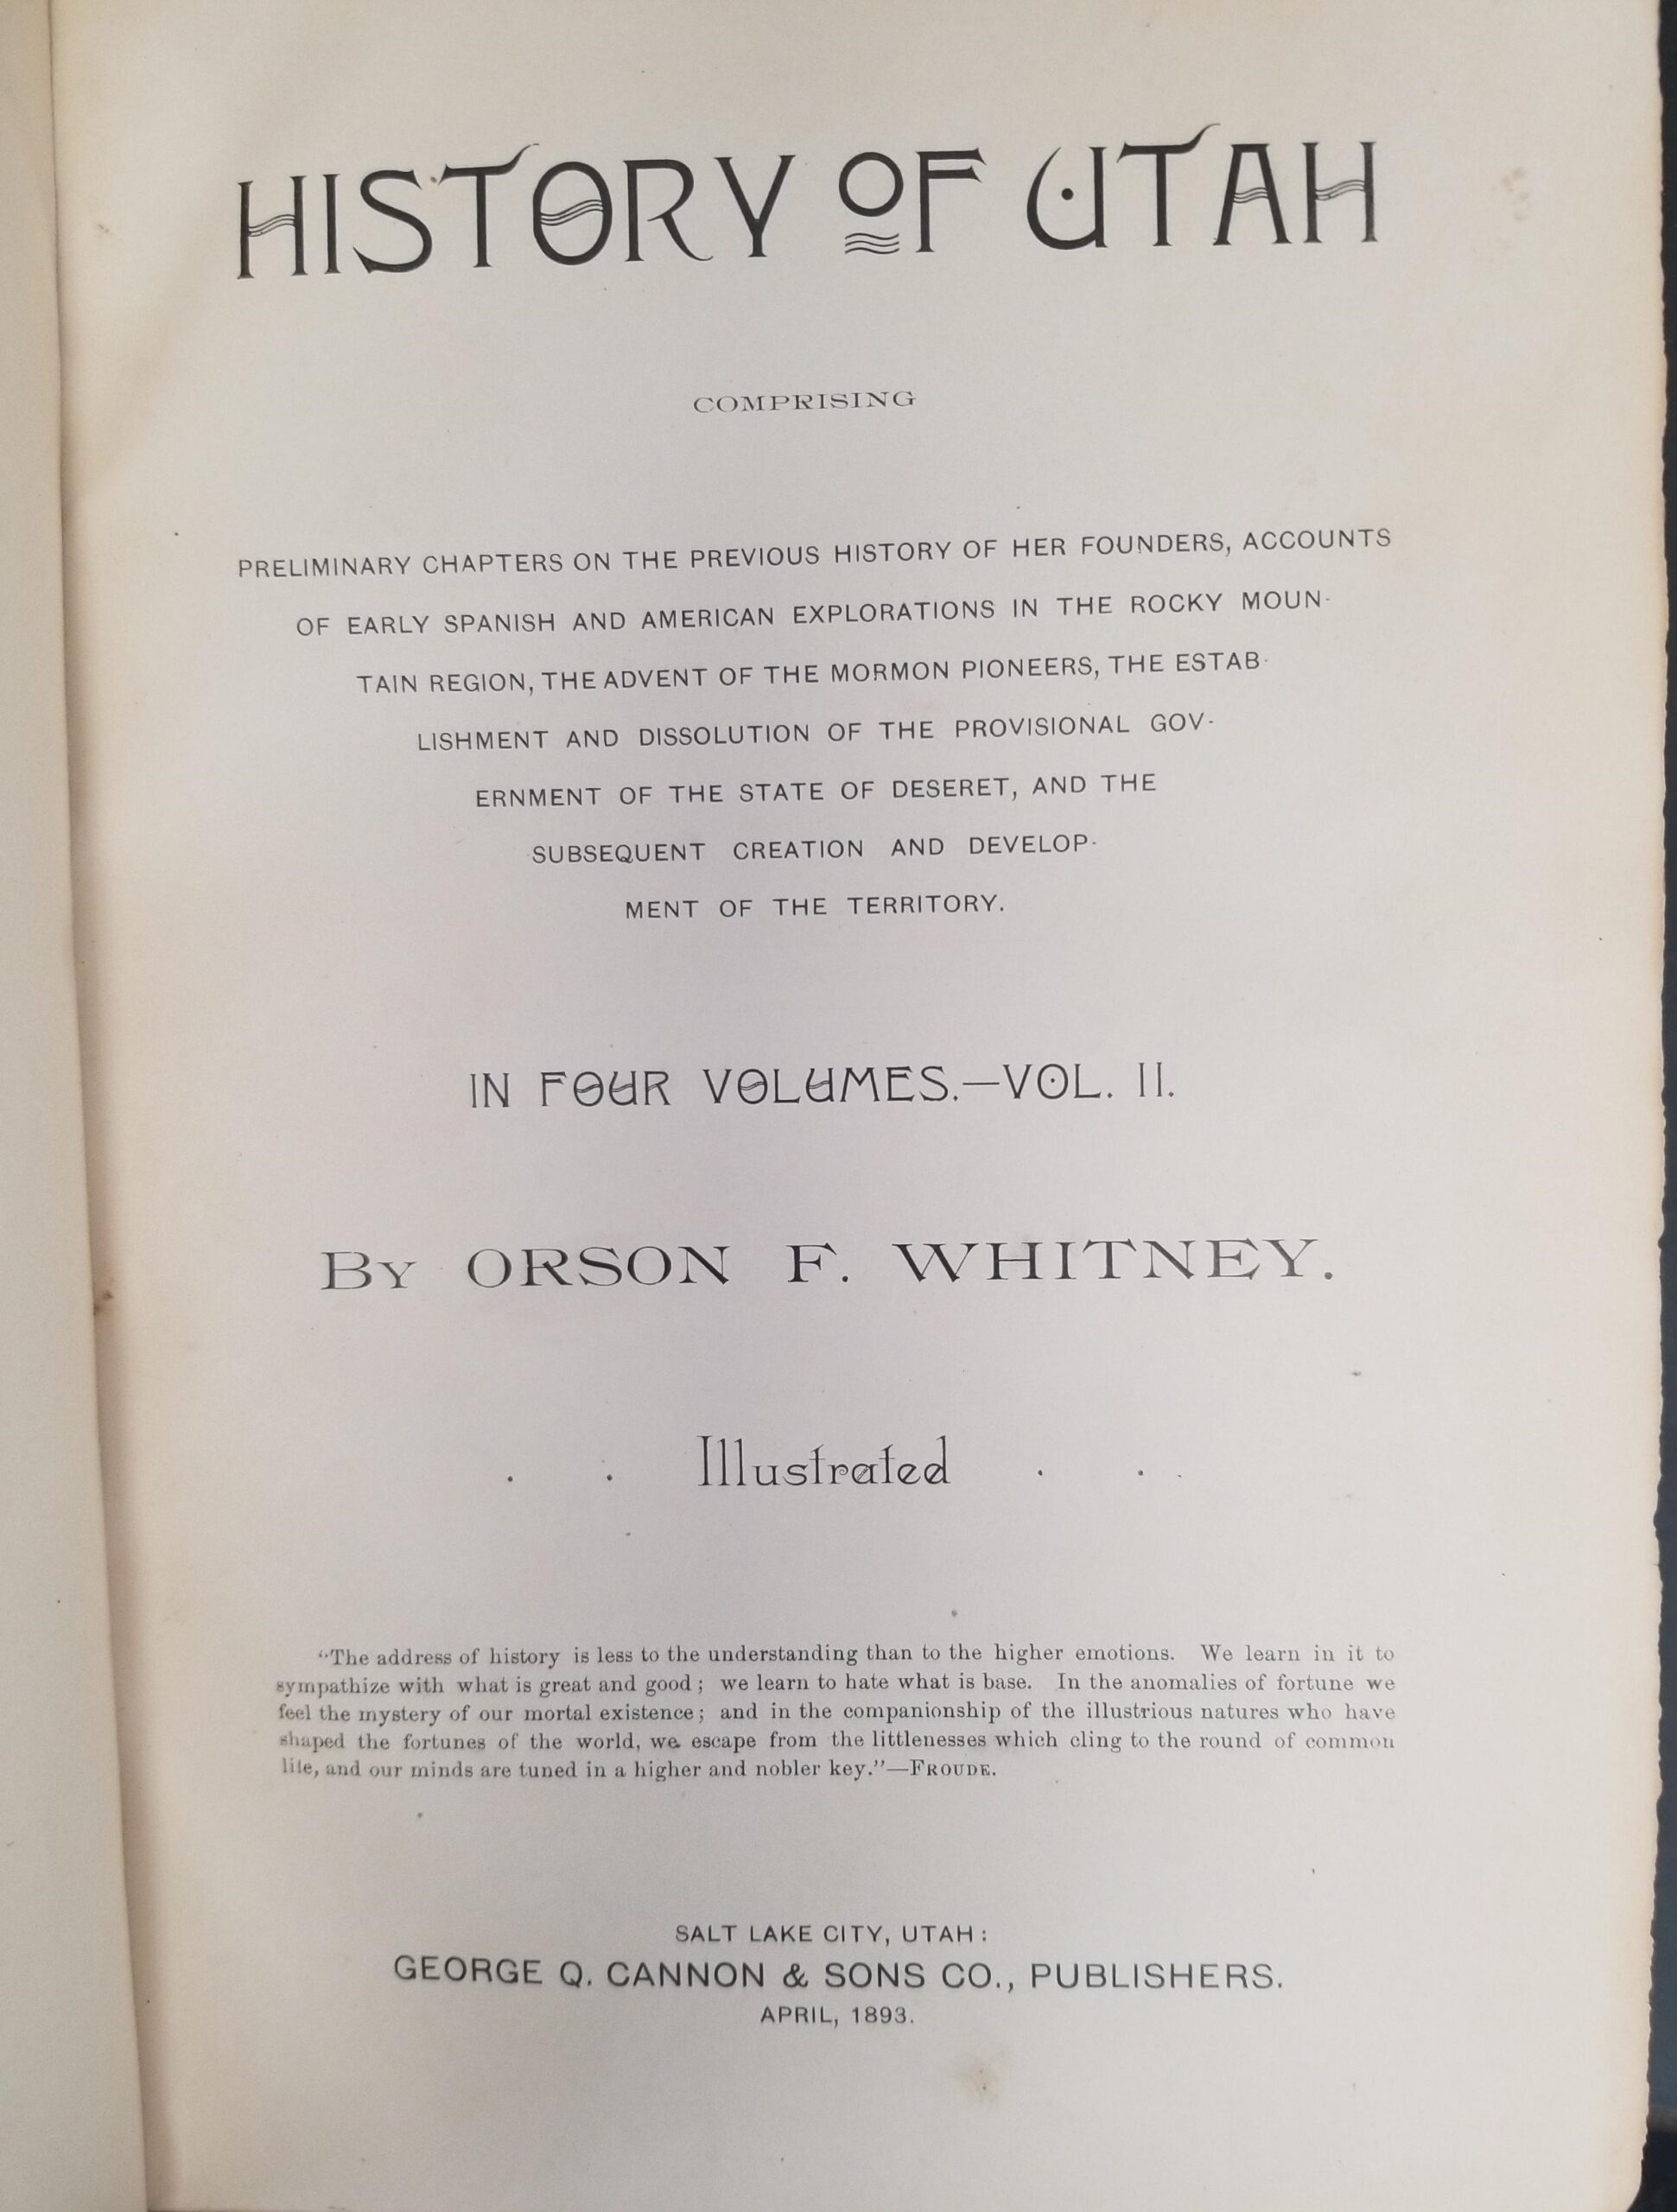 HISTORY OF UTAH
COMPRISING
PRELIMINARY CHAPTERS ON THE PREVIOUS HISTORY OF HER FOUNDERS, ACCOUNTS
OF EARLY SPANISH AND AMERICAN EXPLORATIONS IN THE ROCKY MOUN-
TAIN REGION, THE ADVENT OF THE MORMON PIONEERS, THE ESTAB-
LISHMENT AND DISSOLUTION OF THE PROVISIONAL GOV-
ERNMENT OF THE STATE OF DESERET, AND THE
SUBSEQUENT CREATION AND DEVELOP-
MENT OF THE TERRITORY.
IN FOUR VOLUMES.—VOL. II.
BY ORSON F. WHITNEY.
. . Illustrated . .
“The address of history is less to the understanding than to the higher emotions. We learn in it to
sympathize with what is great and good; we learn to hate what is base. In the anomalies of fortune we
feel the mystery of our mortal existence; and in the companionship of the illustrious natures who have
shaped the fortunes of the world, we escape from the littlenesses which cling to the round of common
life, and our minds are tuned in a higher and nobler key.”—FROUDE.
SALT LAKE CITY, UTAH:
GEORGE Q. CANNON & SONS CO., PUBLISHERS.
APRIL, 1893.